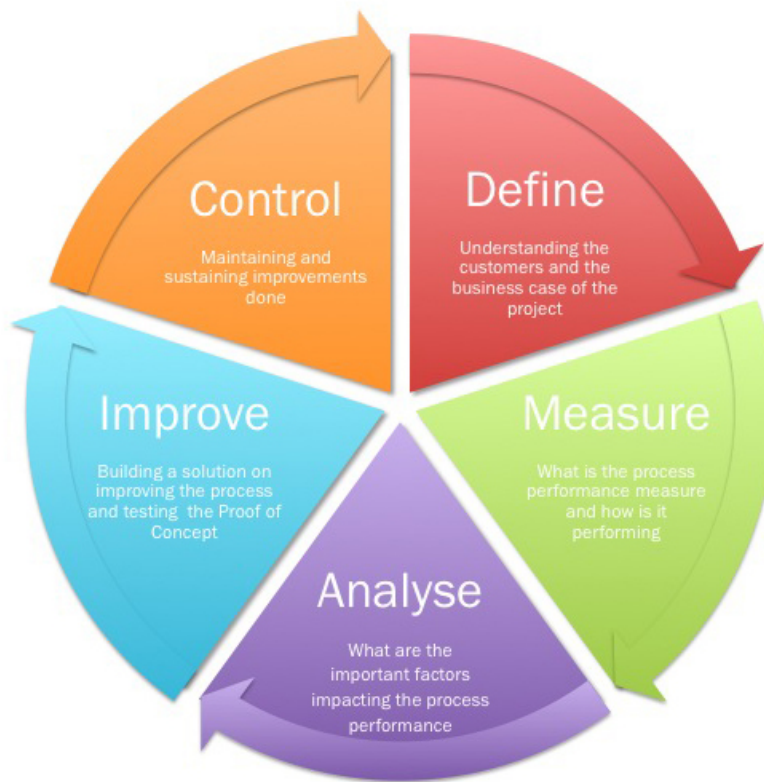 Define
Understanding the
customers and the
business case of the
project
Measure
What is the process
performance measure
and how is it
performing
Analyse
What are the
important factors
impacting the process
performance
Improve
Building a solution on
improving the process
and testing the Proof of
Concept
Control
Maintaining and
sustaining improvements
done